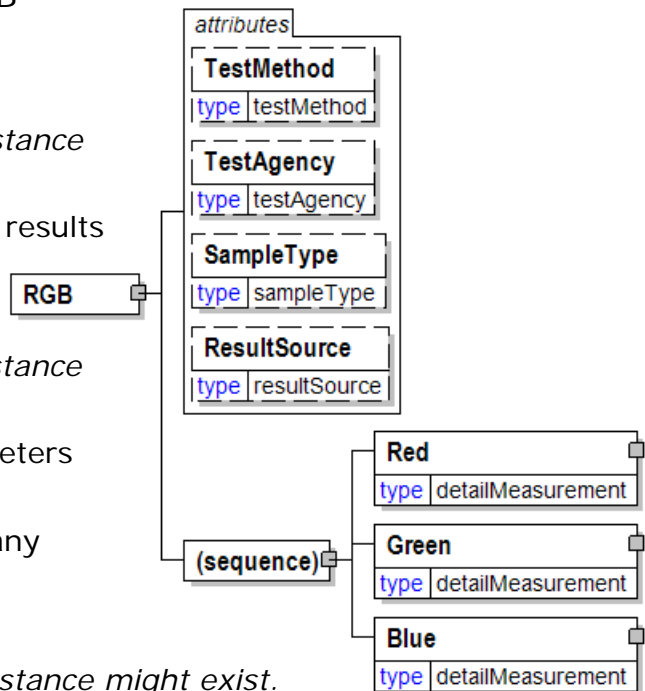 B
stance
results
stance
eters
any
stance might exist.
RGB
attributes
TestMethod
type testMethod
TestAgency
type testAgency
SampleType
type sampleType
ResultSource
type resultSource
(sequence)
Red
type detailMeasurement
Green
type detailMeasurement
Blue
type detailMeasurement